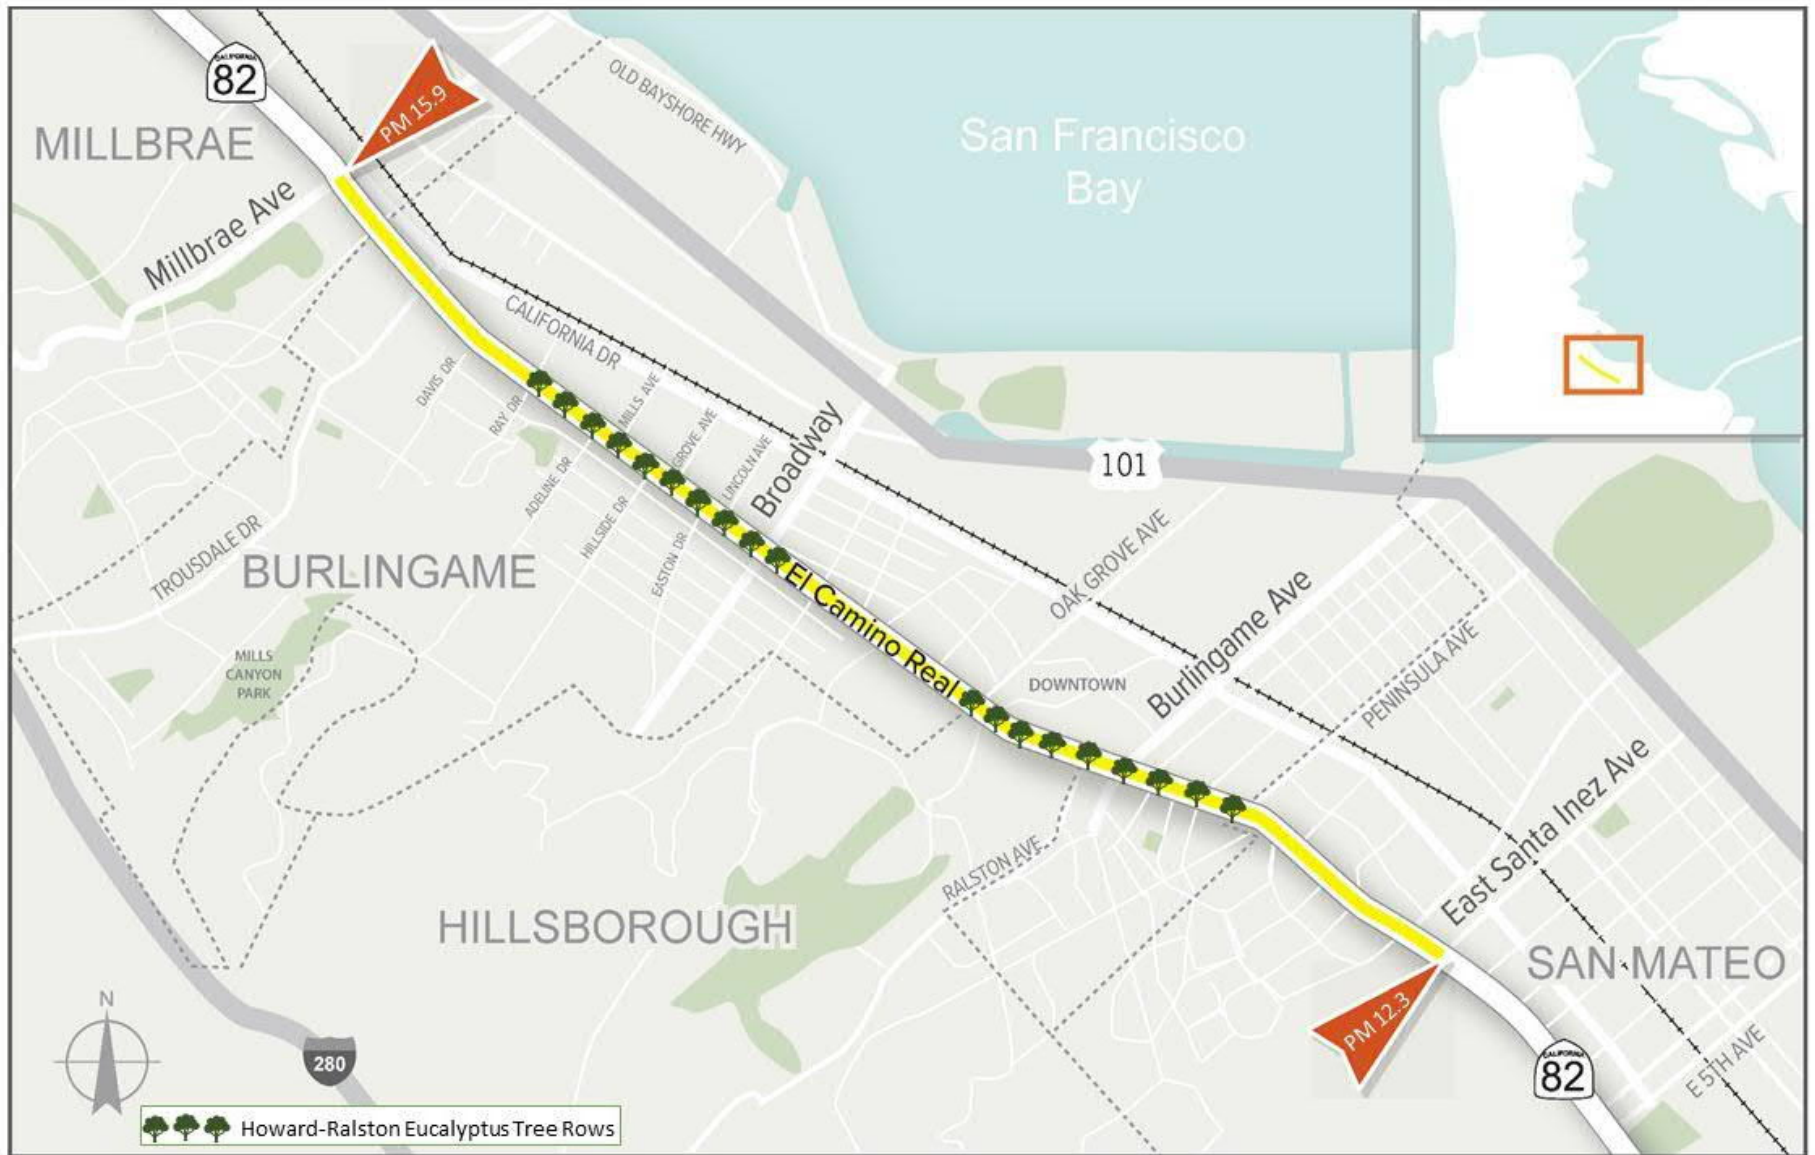 CALIFORNIA
82
PM 15.9
OLD BAYSHORE HWY
MILLBRAE
San Francisco
Bay
Millbrae Ave
CALIFORNIA DR
DAVIS DR
RAY DR
MILLS AVE
GROVE AVE
LINCOLN AVE
Broadway
101
ADELINE DR
HILLSIDE DR
EASTON DR
TROUSDALE DR
BURLINGAME
OAK GROVE AVE
El Camino Real
MILLS
CANYON
PARK
DOWNTOWN
Burlingame Ave
PENINSULA AVE
RALSTON AVE
East Santa Inez Ave
HILLSBOROUGH
SAN MATEO
PM 12.3
N
280
CALIFORNIA
82
E 5TH AVE
Howard-Ralston Eucalyptus Tree Rows